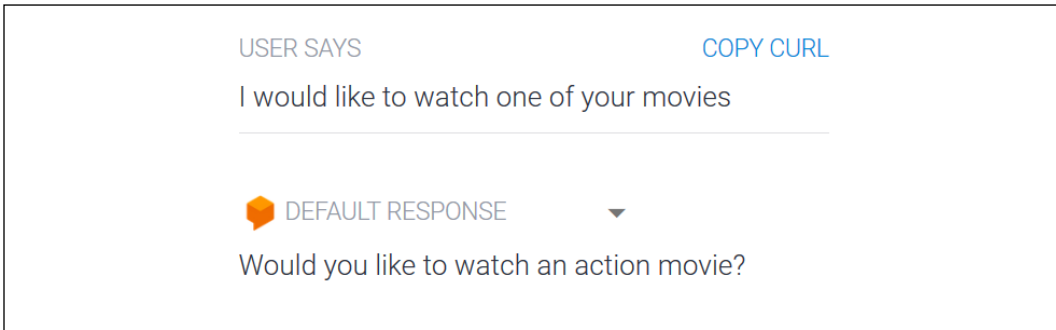 USER SAYS COPY CURL
I would like to watch one of your movies
DEFAULT RESPONSE
Would you like to watch an action movie?